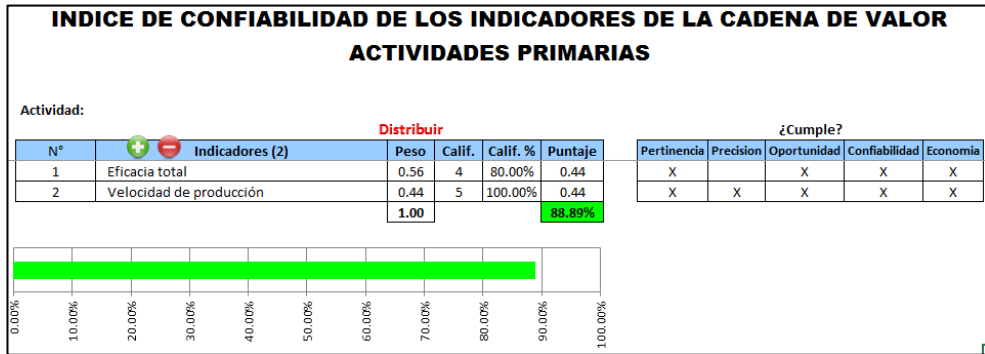 INDICE DE CONFIABILIDAD DE LOS INDICADORES DE LA CADENA DE VALOR
ACTIVIDADES PRIMARIAS
Actividad:
Distribuir ¿Cumple?
N° Indicadores (2) Peso Calif. Calif. % Puntaje Pertinencia Precision Oportunidad Confiabilidad Economia
1 Eficacia total 0.56 4 80.00% 0.44 X X X X
2 Velocidad de producción 0.44 5 100.00% 0.44 X X X X X
1.00 88.89%
0.00% 10.00% 20.00% 30.00% 40.00% 50.00% 60.00% 70.00% 80.00% 90.00% 100.00%